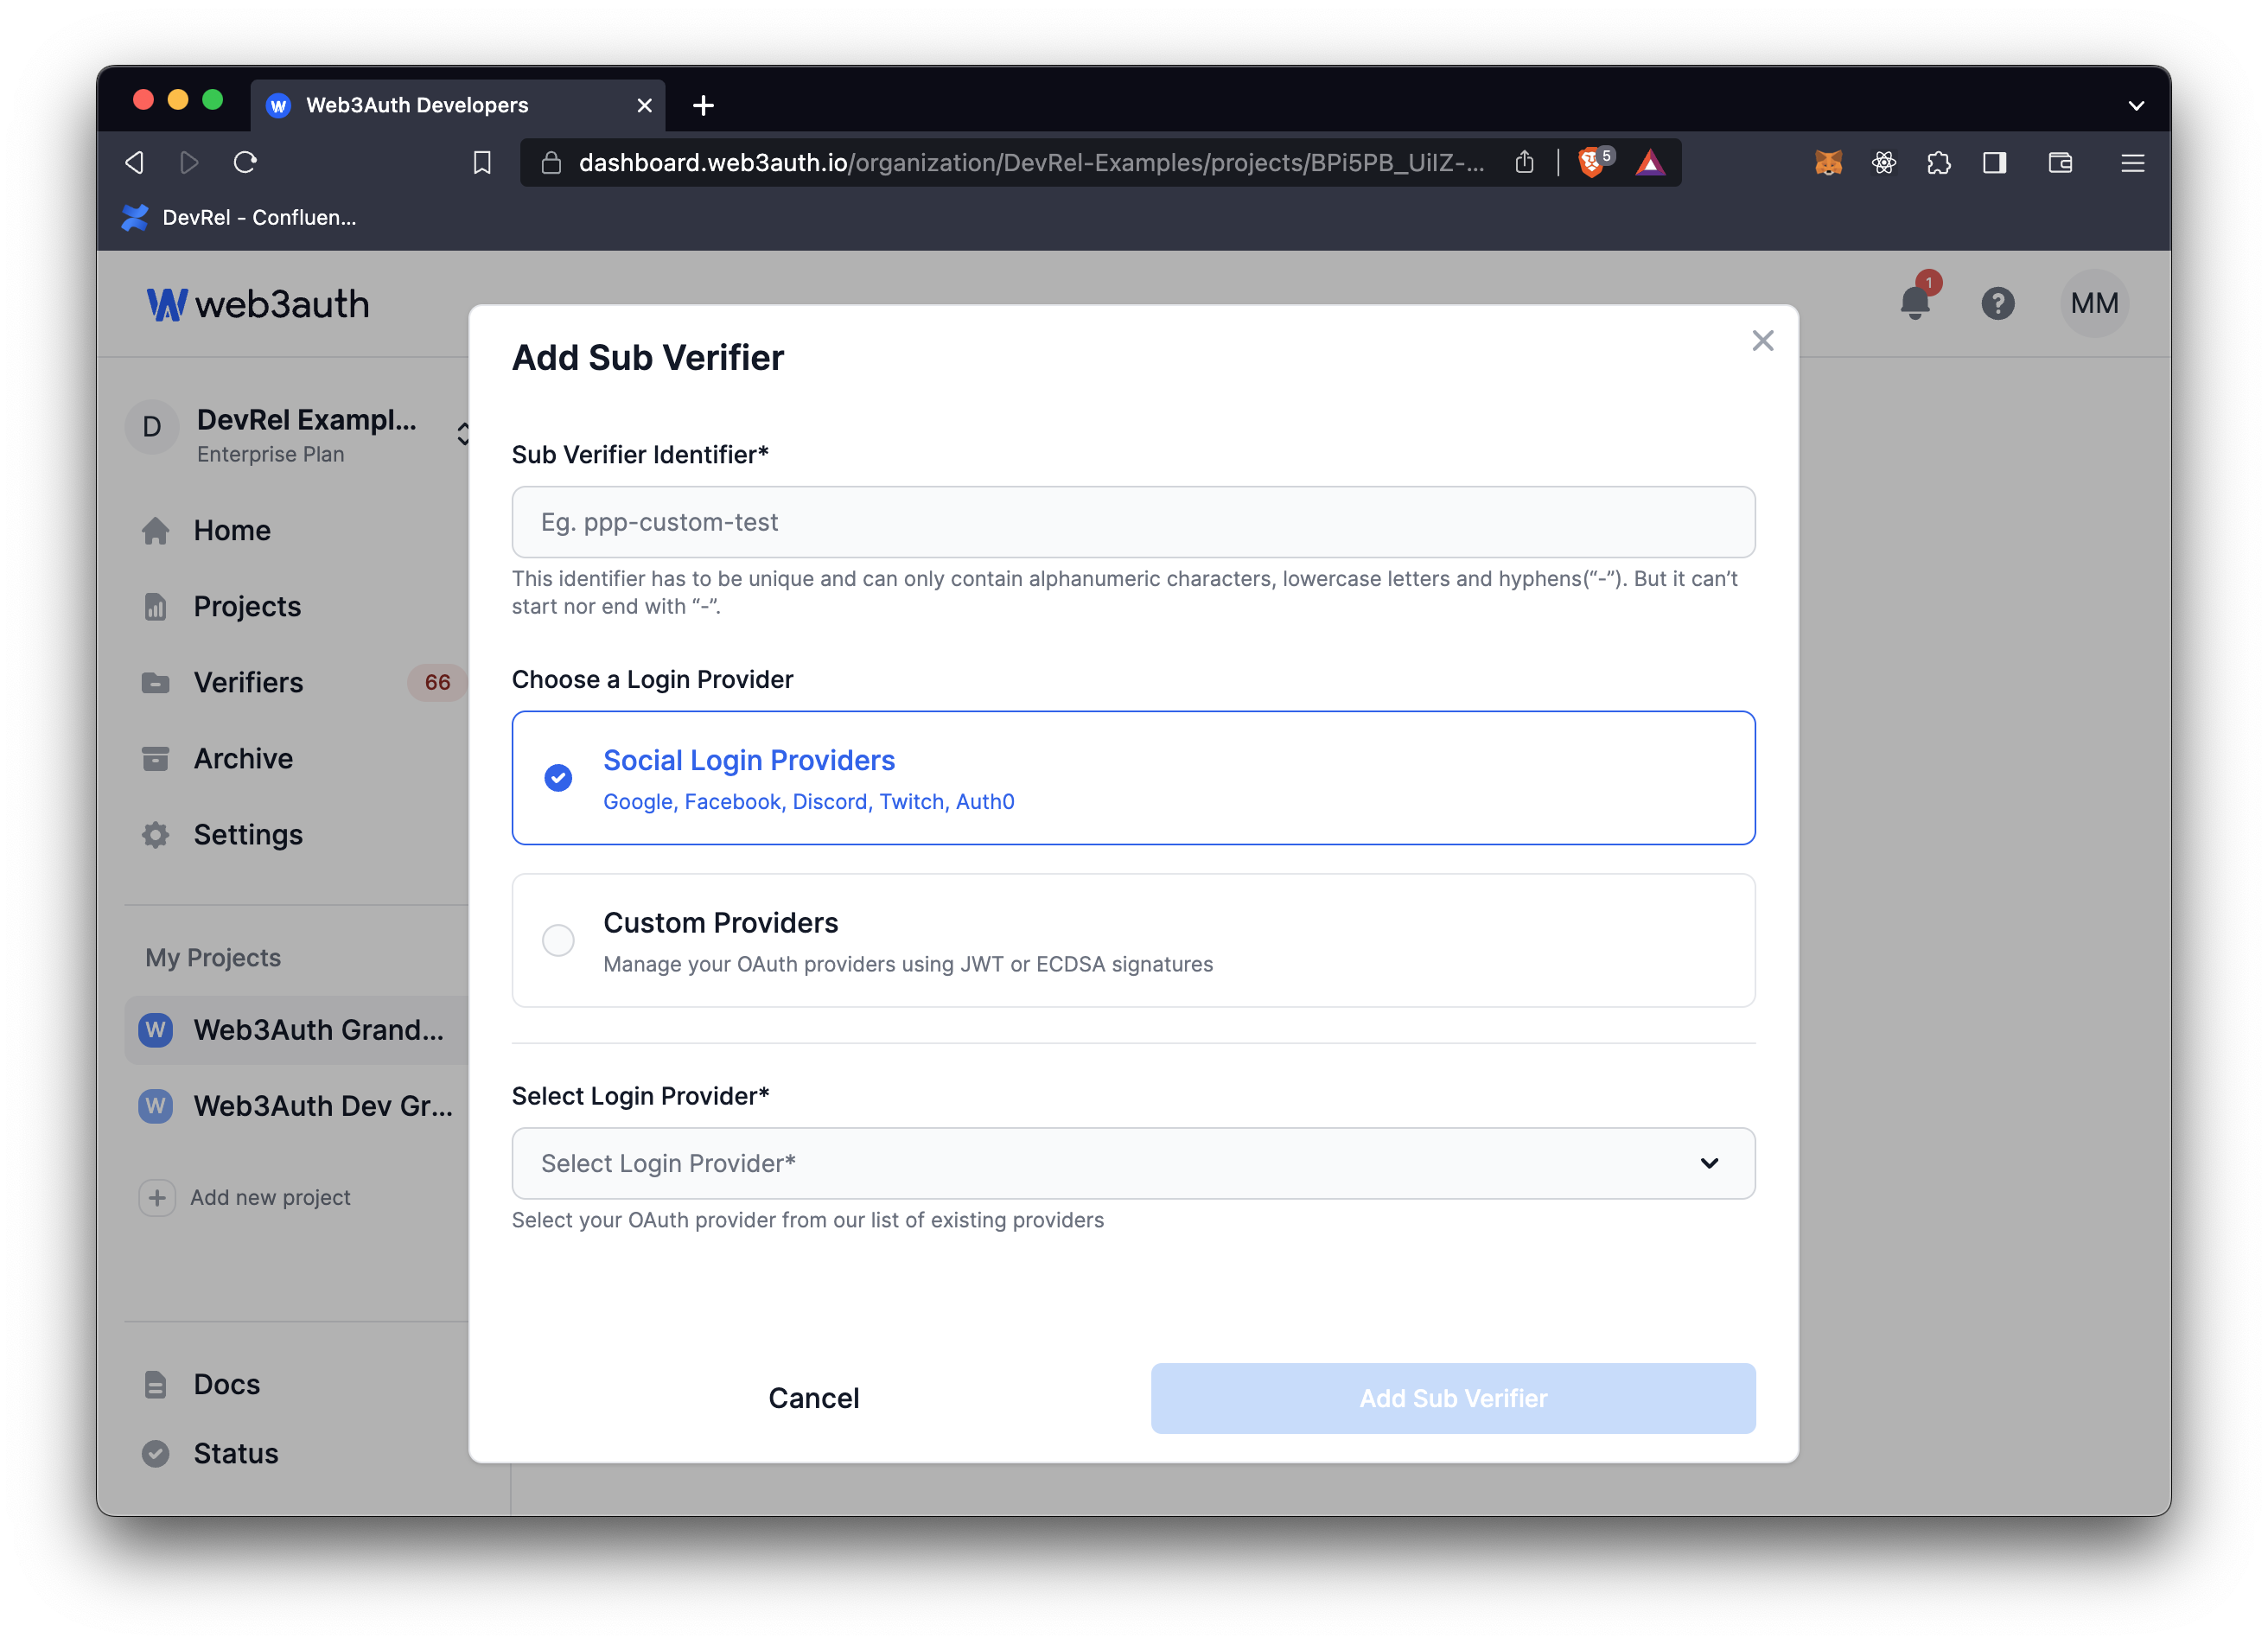 Web3Auth Developers
dashboard.web3auth.io/organization/DevRel-Examples/projects/BPi5PB_UiIZ-...
5
DevRel - Confluen...
web3auth
1
MM
D
DevRel Exampl...
Enterprise Plan
Home
Projects
Verifiers
66
Archive
Settings
My Projects
W
Web3Auth Grand...
W
Web3Auth Dev Gr...
Add new project
Docs
Status
Add Sub Verifier
Sub Verifier Identifier*
Eg. ppp-custom-test
This identifier has to be unique and can only contain alphanumeric characters, lowercase letters and hyphens(“-”). But it can’t
start nor end with “-”.
Choose a Login Provider
Social Login Providers
Google, Facebook, Discord, Twitch, Auth0
Custom Providers
Manage your OAuth providers using JWT or ECDSA signatures
Select Login Provider*
Select Login Provider*
Select your OAuth provider from our list of existing providers
Cancel
Add Sub Verifier